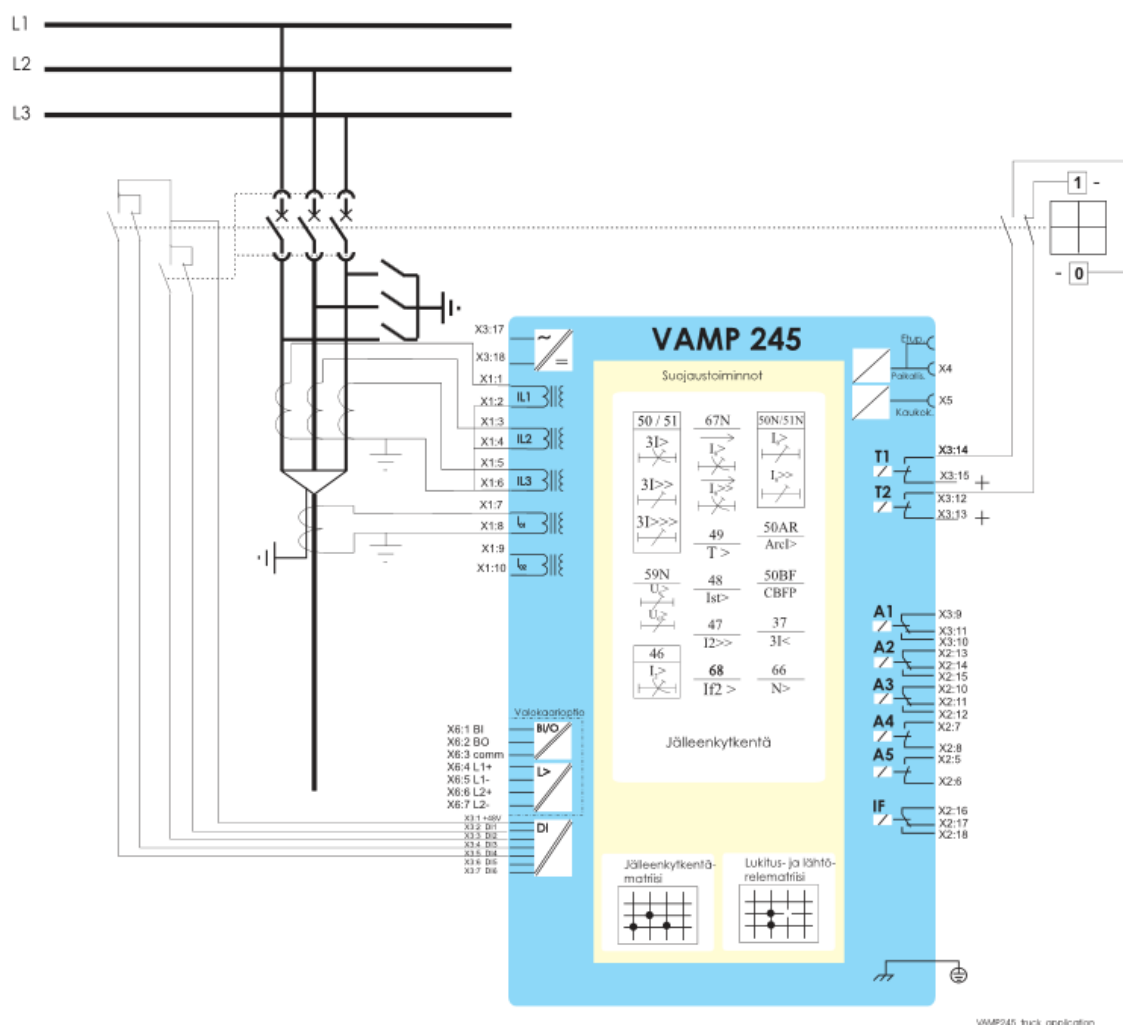 L1
L2
L3
1 -
- 0
VAMP 245
X3:17
X3:18
~
=
X1:1
X1:2
IL1
X1:3
X1:4
IL2
X1:5
X1:6
IL3
X1:7
X1:8
I01
X1:9
X1:10
I02
Suojaustoiminnot
50 / 51
3I>
3I>>
3I>>>
67N
50N/51N
49
T >
50AR
ArcI>
59N
48
Ist>
50BF
CBFP
47
I2>>
37
3I<
46
68
If2 >
66
N>
Jälleenkytkentä
Etup.
X4
Paikallis.
X5
Kaukok.
T1
X3:14
X3:15 +
T2
X3:12
X3:13 +
A1
X3:9
X3:11
X3:10
A2
X2:13
X2:14
X2:15
A3
X2:10
X2:11
X2:12
A4
X2:7
X2:8
A5
X2:5
X2:6
IF
X2:16
X2:17
X2:18
Valokaarioptio
X6:1 BI
X6:2 BO
X6:3 comm
X6:4 L1+
X6:5 L1-
X6:6 L2+
X6:7 L2-
BI/O
L>
X3:1 +48V
X3:2 DI1
X3:3 DI2
X3:4 DI3
X3:5 DI4
X3:6 DI5
X3:7 DI6
DI
Jälleenkytkentä-
matriisi
Lukitus- ja lähtö-
relematriisi
VAMP245_truck_application